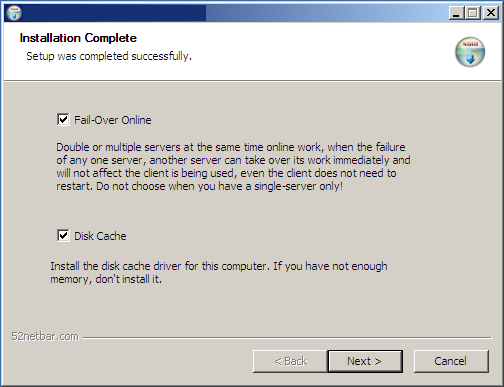 Installation Complete
Setup was completed successfully.
Fail-Over Online
Double or multiple servers at the same time online work, when the failure
of any one server, another server can take over its work immediately and
will not affect the client is being used, even the client does not need to
restart. Do not choose when you have a single-server only!
Disk Cache
Install the disk cache driver for this computer. If you have not enough
memory, don't install it.
52netbar.com
< Back
Next >
Cancel